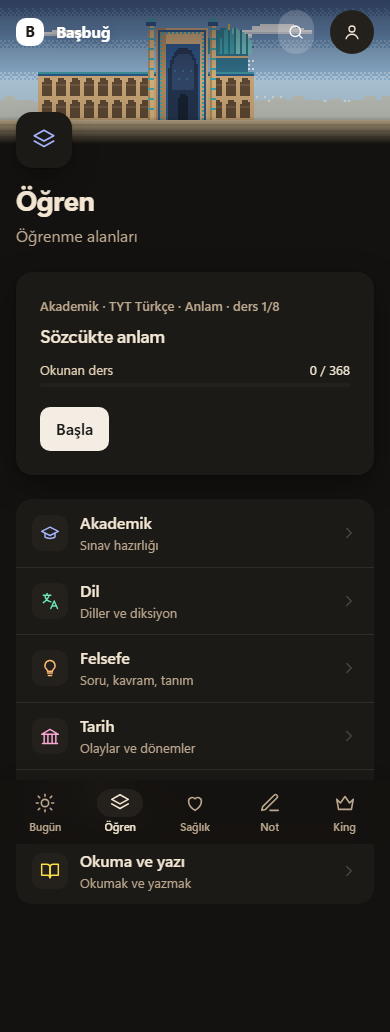 B Başbuğ
Öğren
Öğrenme alanları
Akademik · TYT Türkçe · Anlam · ders 1/8
Sözcükte anlam
Okunan ders 0 / 368
Başla
Akademik
Sınav hazırlığı
Dil
Diller ve diksiyon
Felsefe
Soru, kavram, tanım
Tarih
Olaylar ve dönemler
Bugün Öğren Sağlık Not King
Okuma ve yazı
Okumak ve yazmak